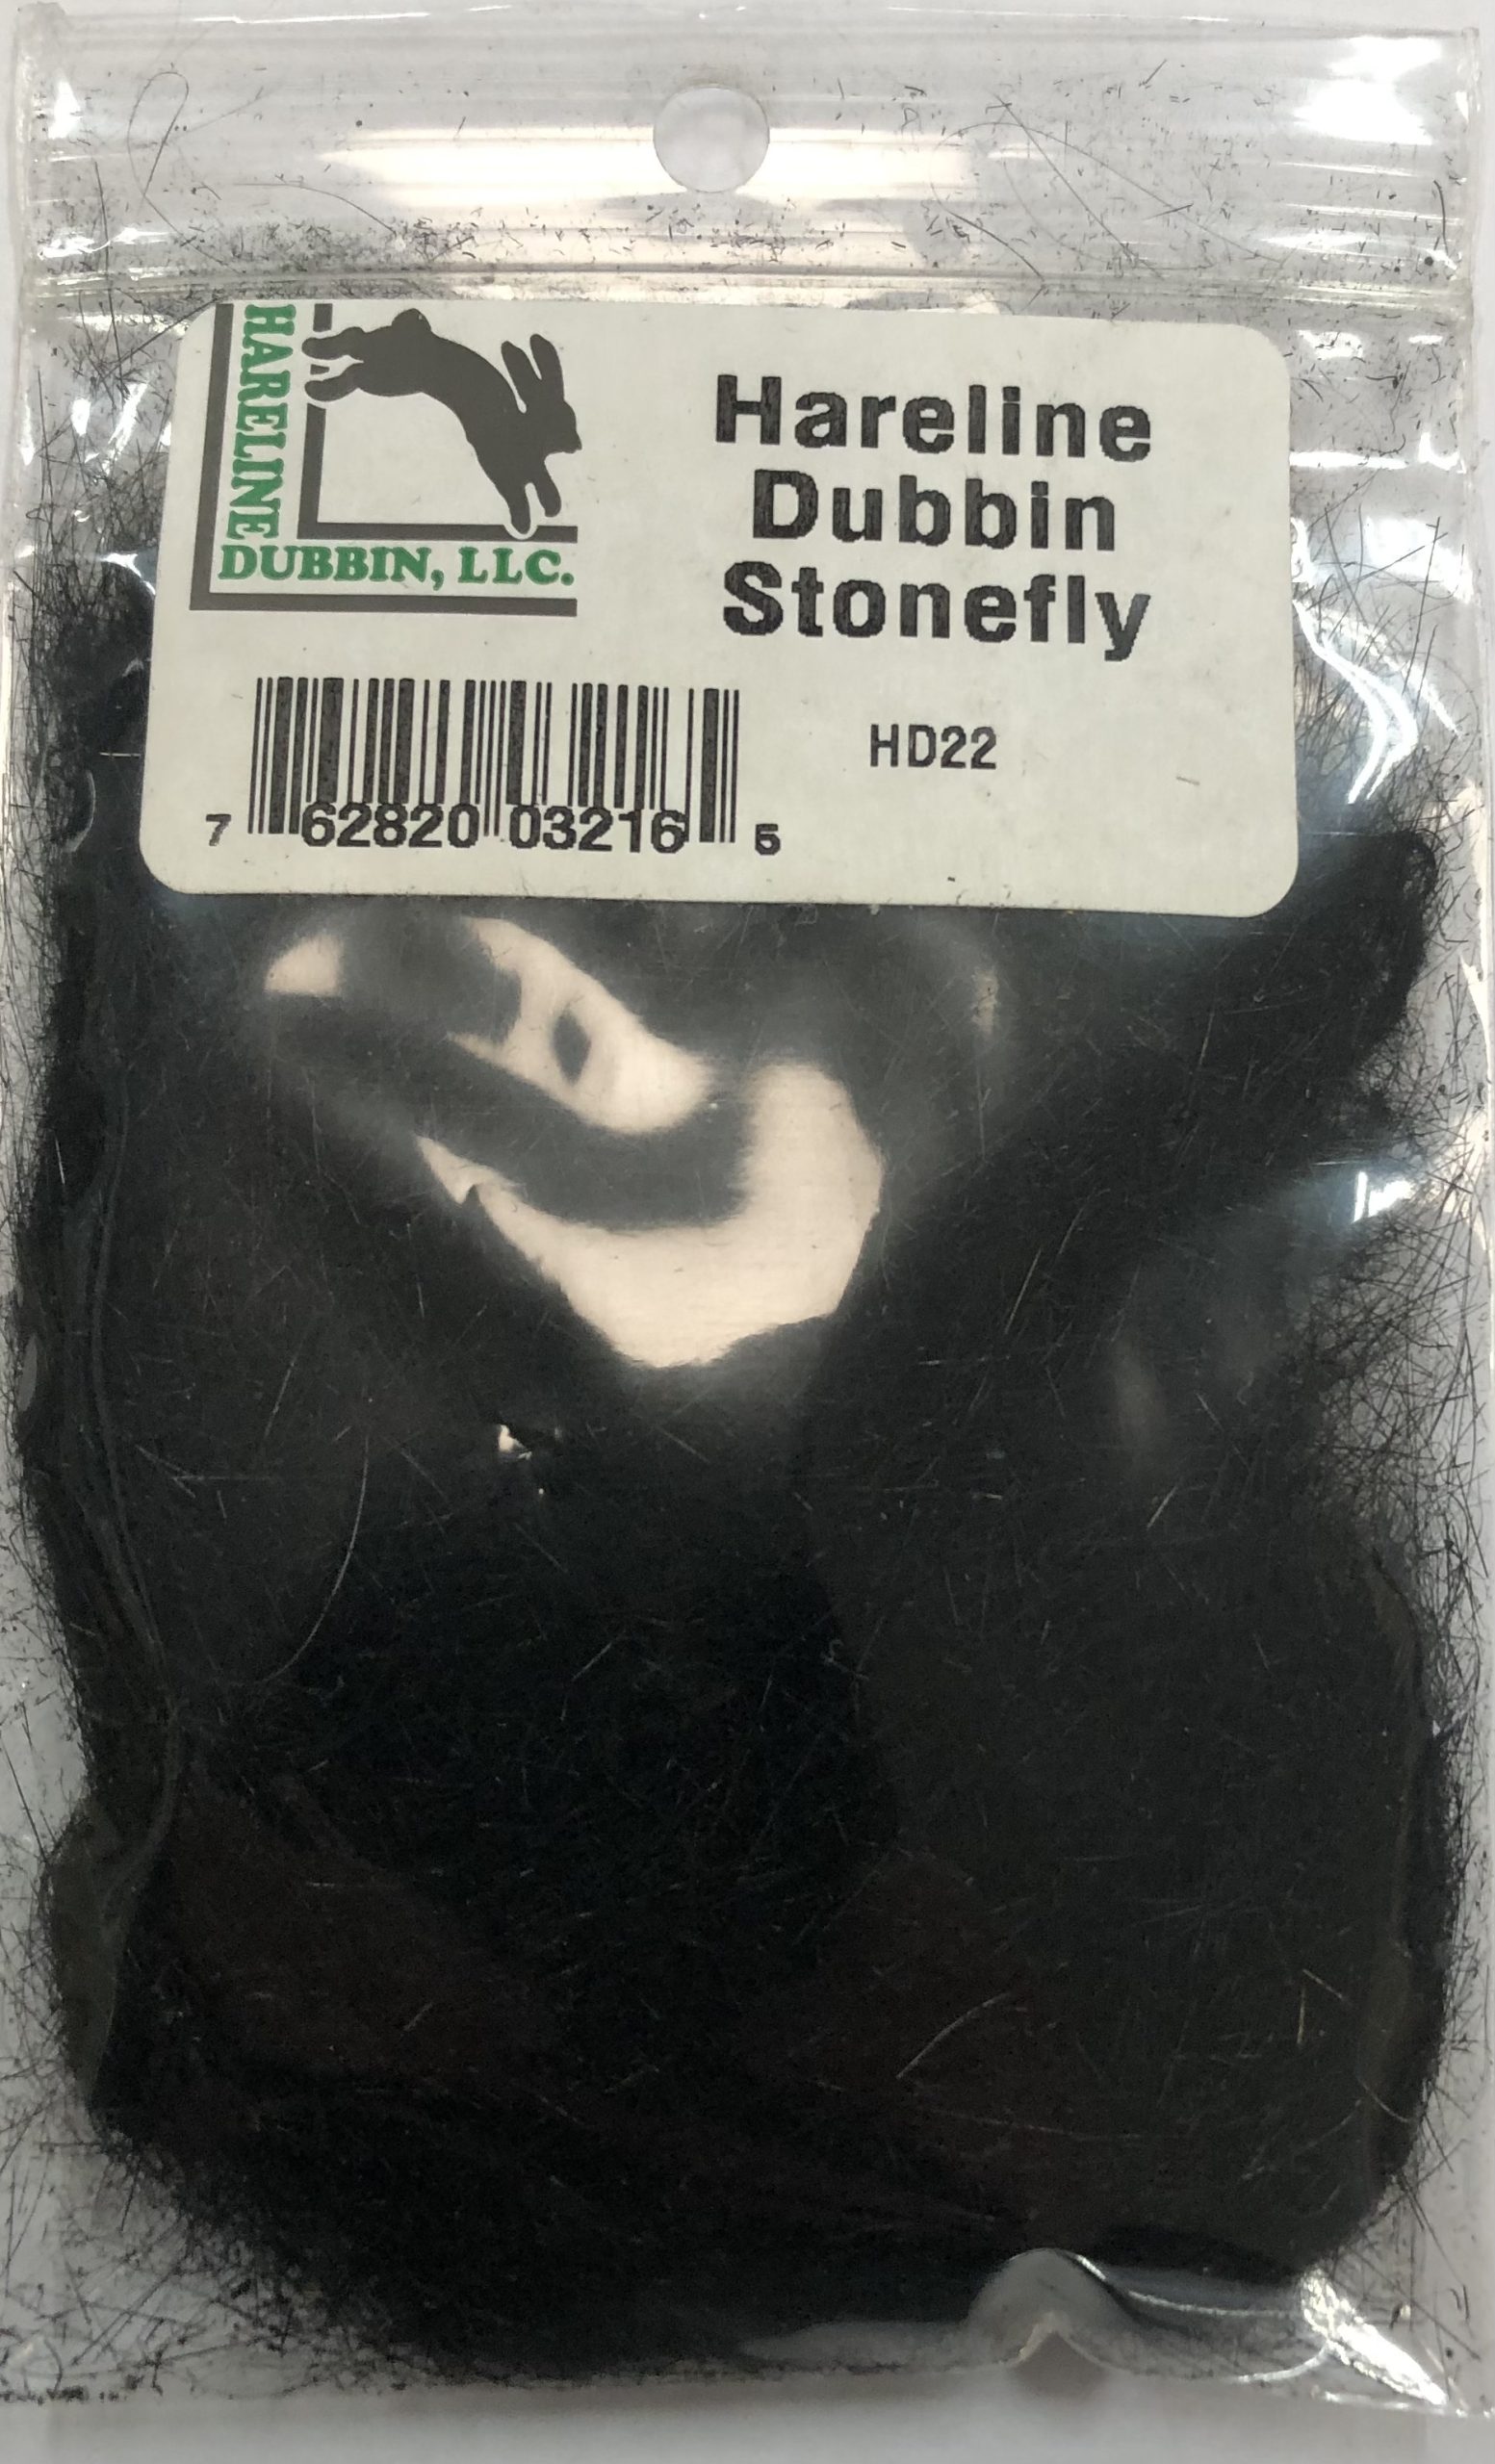 HARELINE
DUBBIN, LLC.
Hareline
Dubbin
Stonefly
HD22
7 62820 03216 5